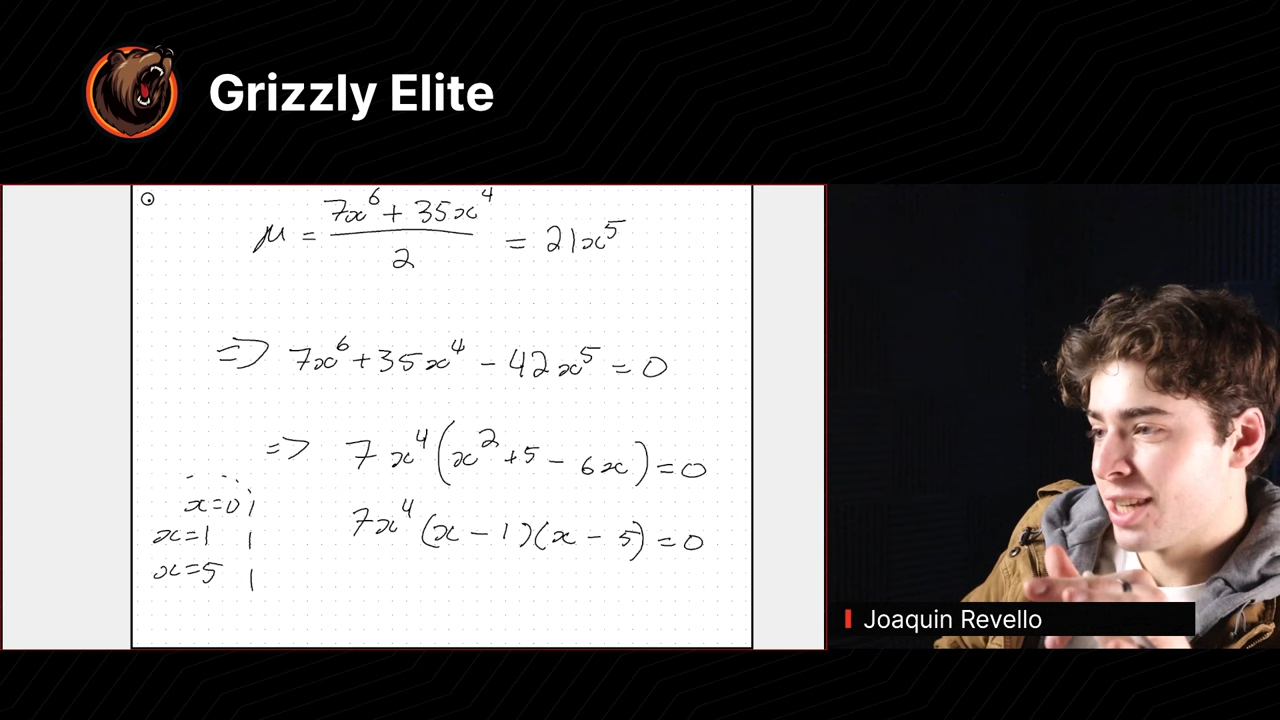 Grizzly Elite
μ = (7x⁶ + 35x⁴)/2 = 21x⁵
=> 7x⁶ + 35x⁴ - 42x⁵ = 0
=> 7x⁴(x² + 5 - 6x) = 0
x=0
7x⁴(x - 1)(x - 5) = 0
x=1
x=5
Joaquin Revello